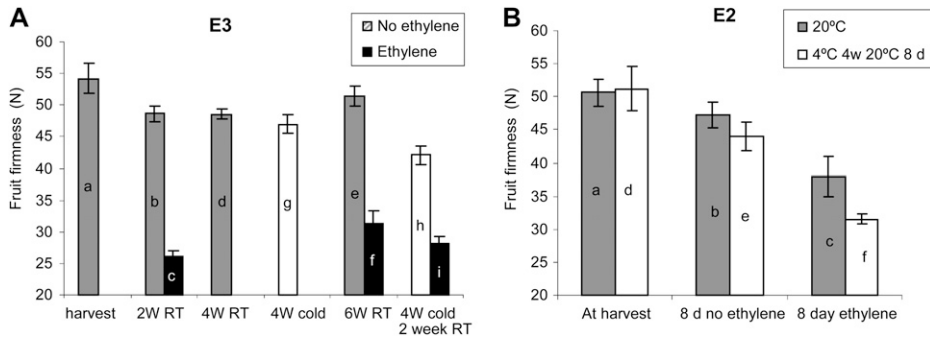 A
E3
No ethylene
Ethylene
Fruit firmness (N)
60
55
50
45
40
35
30
25
20
a
b
c
d
g
e
f
h
i
harvest
2W RT
4W RT
4W cold
6W RT
4W cold
2 week RT
B
E2
20ºC
4ºC 4w 20ºC 8 d
Fruit firmness (N)
60
55
50
45
40
35
30
25
20
a
d
b
e
c
f
At harvest
8 d no ethylene
8 day ethylene